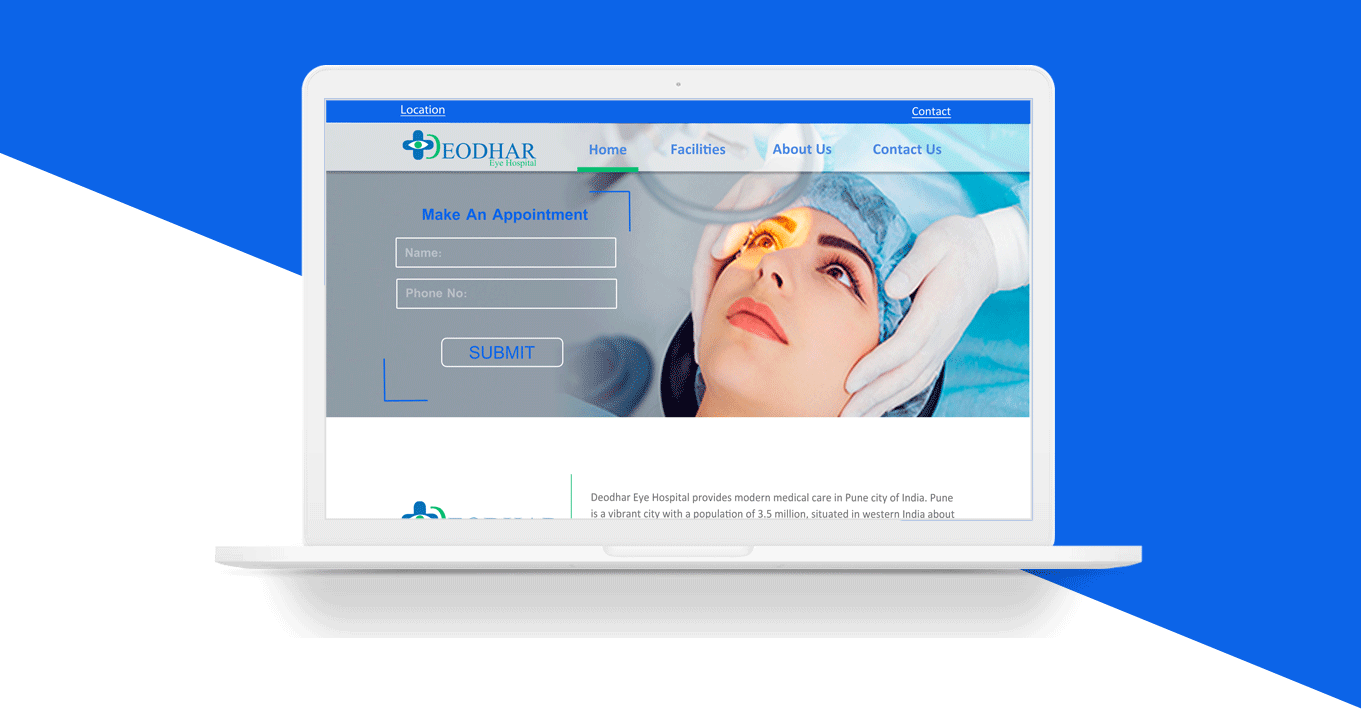 Location
Contact
DEODHAR
Eye Hospital
Home
Facilities
About Us
Contact Us
Make An Appointment
Name:
Phone No:
SUBMIT
Deodhar Eye Hospital provides modern medical care in Pune city of India. Pune
is a vibrant city with a population of 3.5 million, situated in western India about